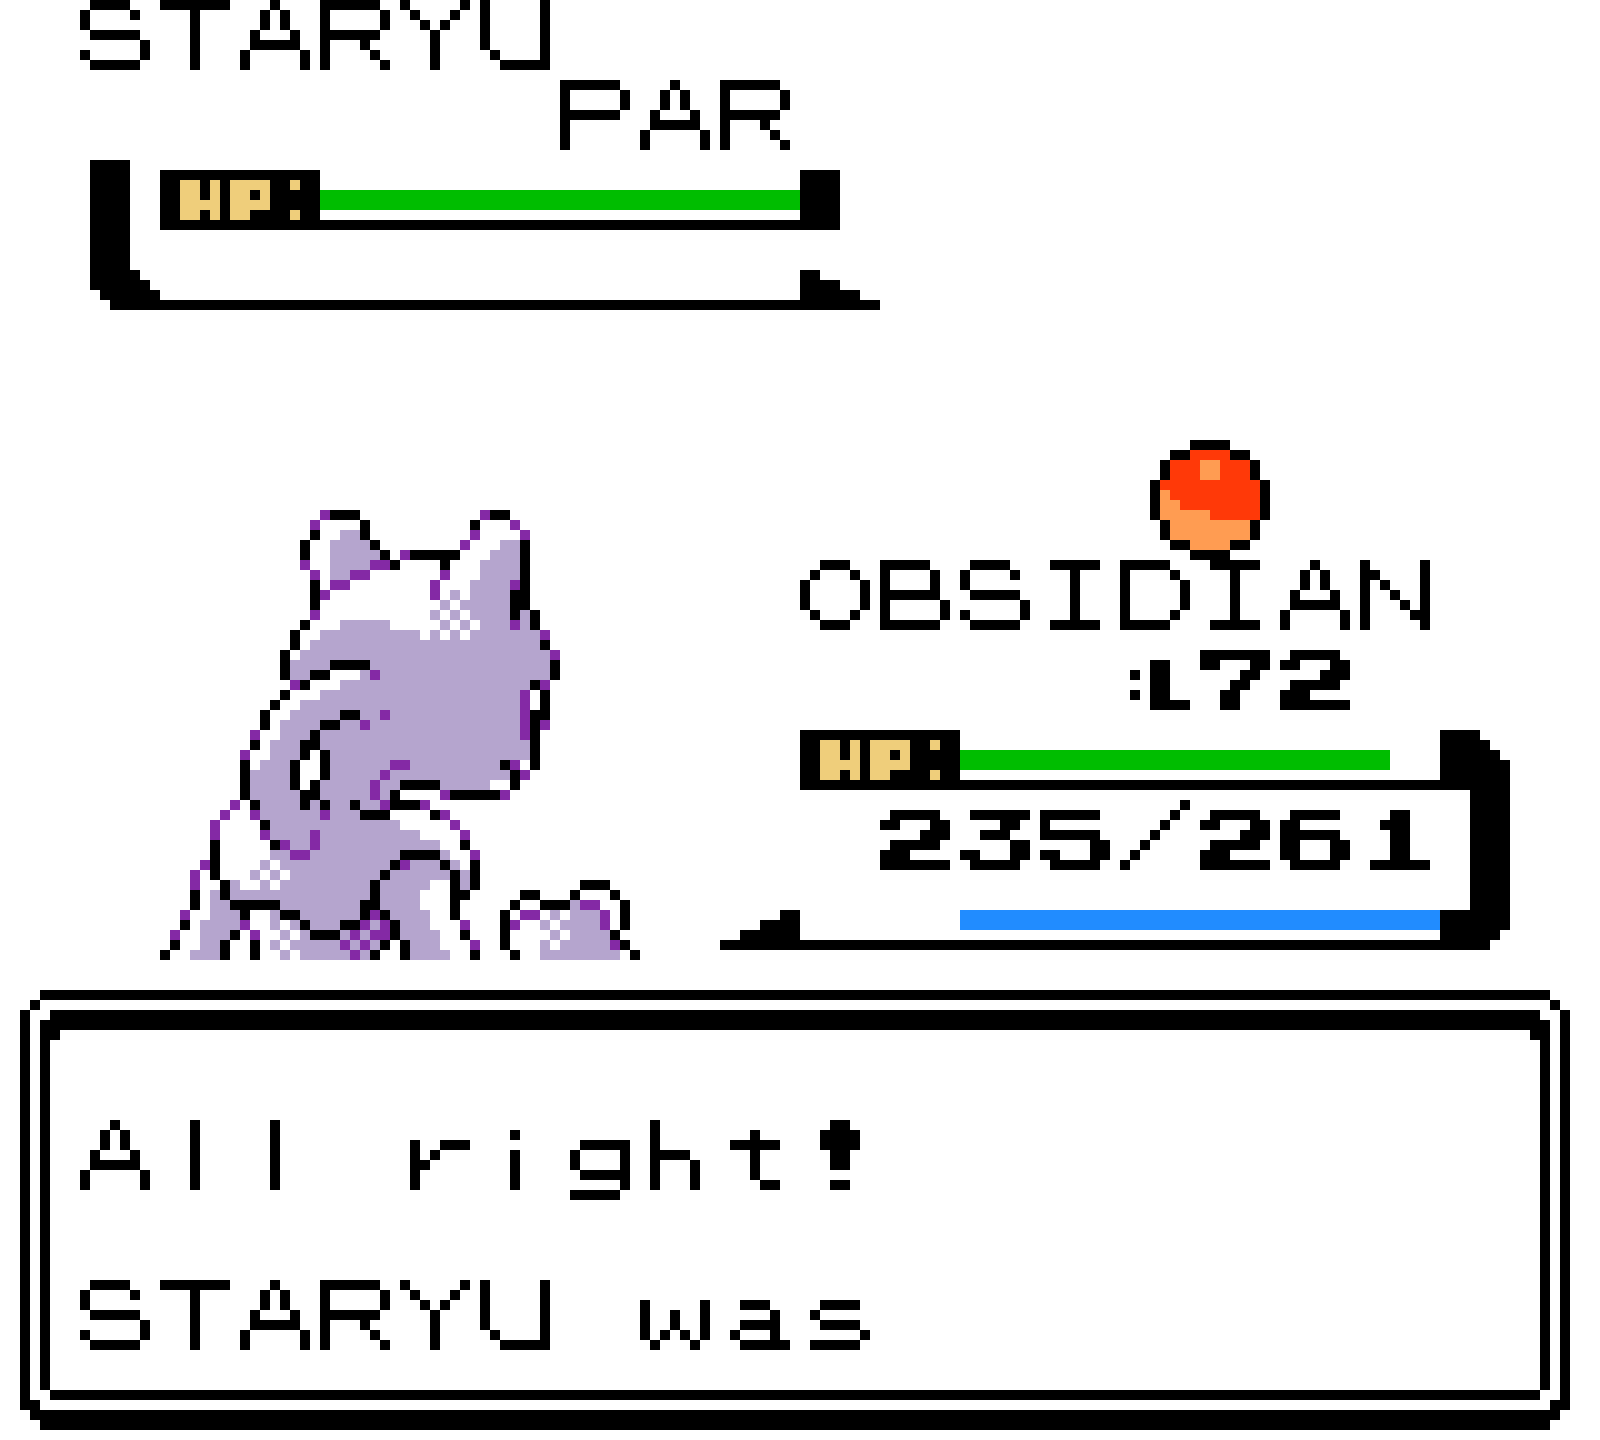 STARYU
PAR
HP:
OBSIDIAN
:L72
HP:
235/261
All right!
STARYU was